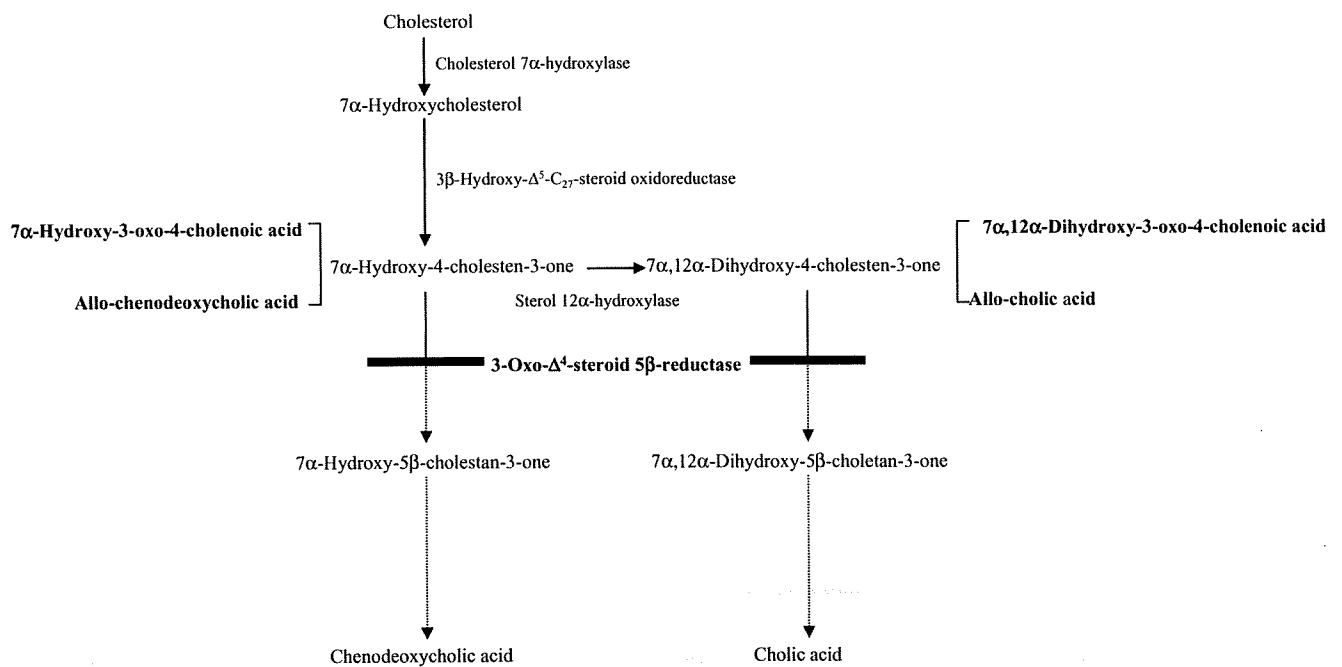 Cholesterol
Cholesterol 7α-hydroxylase
7α-Hydroxycholesterol
3β-Hydroxy-Δ⁵-C₂₇-steroid oxidoreductase
7α-Hydroxy-3-oxo-4-cholenoic acid
7α,12α-Dihydroxy-3-oxo-4-cholenoic acid
7α-Hydroxy-4-cholesten-3-one
7α,12α-Dihydroxy-4-cholesten-3-one
Allo-chenodeoxycholic acid
Sterol 12α-hydroxylase
Allo-cholic acid
3-Oxo-Δ⁴-steroid 5β-reductase
7α-Hydroxy-5β-cholestan-3-one
7α,12α-Dihydroxy-5β-choletan-3-one
Chenodeoxycholic acid
Cholic acid